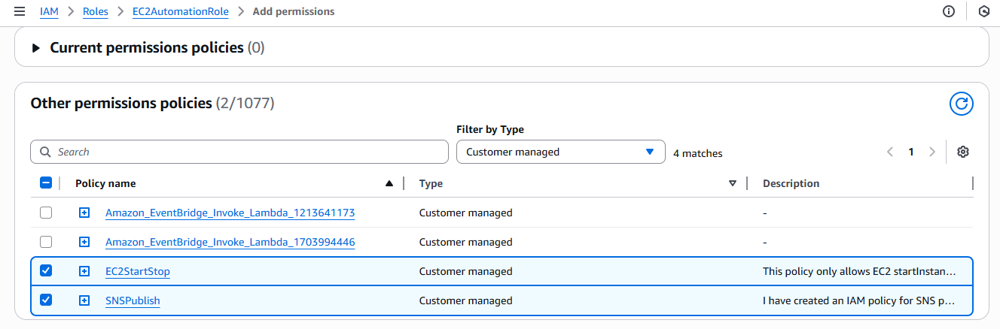 IAM > Roles > EC2AutomationRole > Add permissions
Current permissions policies (0)
Other permissions policies (2/1077)
Filter by Type
Search
Customer managed
4 matches
1
Policy name Type Description
Amazon_EventBridge_Invoke_Lambda_1213641173 Customer managed -
Amazon_EventBridge_Invoke_Lambda_1703994446 Customer managed -
EC2StartStop Customer managed This policy only allows EC2 startInstan...
SNSPublish Customer managed I have created an IAM policy for SNS p...